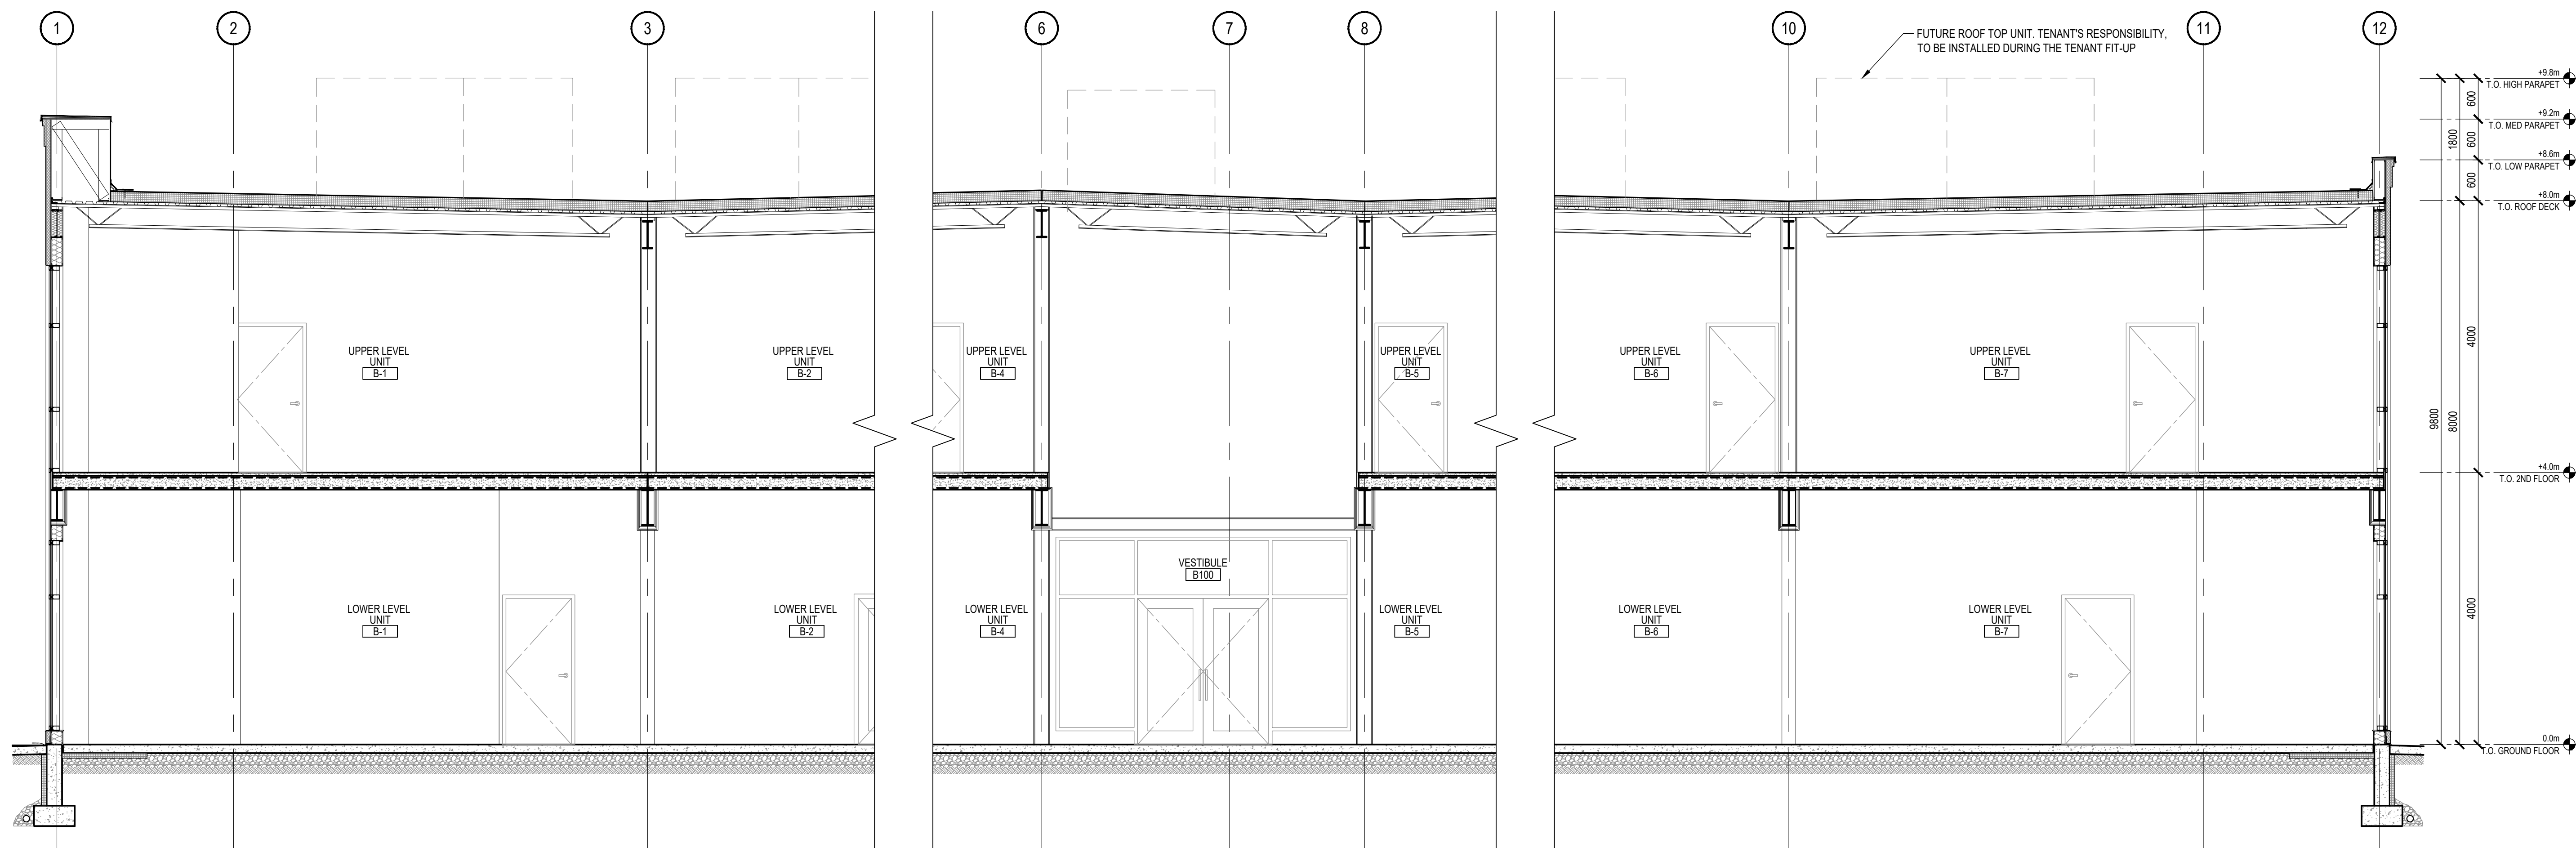 1
2
3
6
7
8
10
11
12
FUTURE ROOF TOP UNIT. TENANT'S RESPONSIBILITY,
TO BE INSTALLED DURING THE TENANT FIT-UP
+9.8m
T.O. HIGH PARAPET
600
+9.2m
T.O. MED PARAPET
1800
600
+8.6m
T.O. LOW PARAPET
600
+8.0m
T.O. ROOF DECK
UPPER LEVEL
UNIT
B-1
UPPER LEVEL
UNIT
B-2
UPPER LEVEL
UNIT
B-4
UPPER LEVEL
UNIT
B-5
UPPER LEVEL
UNIT
B-6
UPPER LEVEL
UNIT
B-7
4000
9800
8000
+4.0m
T.O. 2ND FLOOR
VESTIBULE
B100
LOWER LEVEL
UNIT
B-1
LOWER LEVEL
UNIT
B-2
LOWER LEVEL
UNIT
B-4
LOWER LEVEL
UNIT
B-5
LOWER LEVEL
UNIT
B-6
LOWER LEVEL
UNIT
B-7
4000
0.0m
T.O. GROUND FLOOR